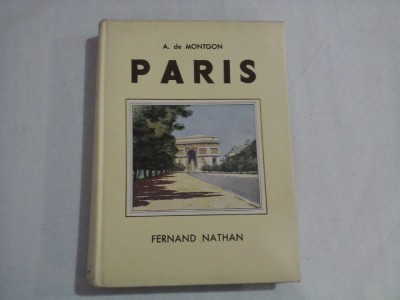 A. de MONTGON
PARIS
FERNAND NATHAN